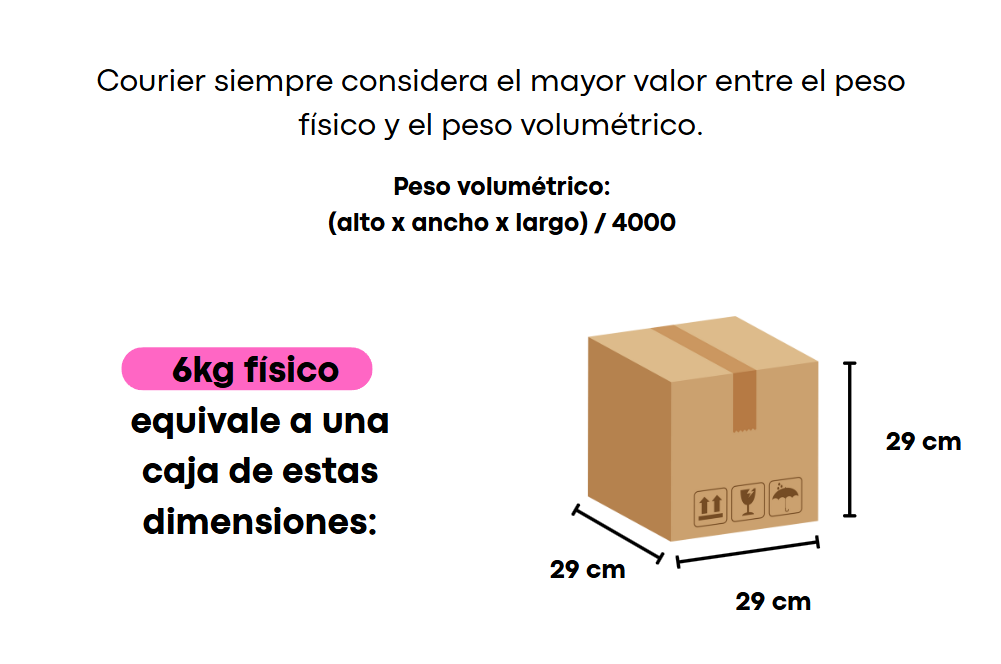 Courier siempre considera el mayor valor entre el peso
físico y el peso volumétrico.
Peso volumétrico:
(alto x ancho x largo) / 4000
6kg físico
equivale a una
caja de estas
dimensiones:
29 cm
29 cm
29 cm